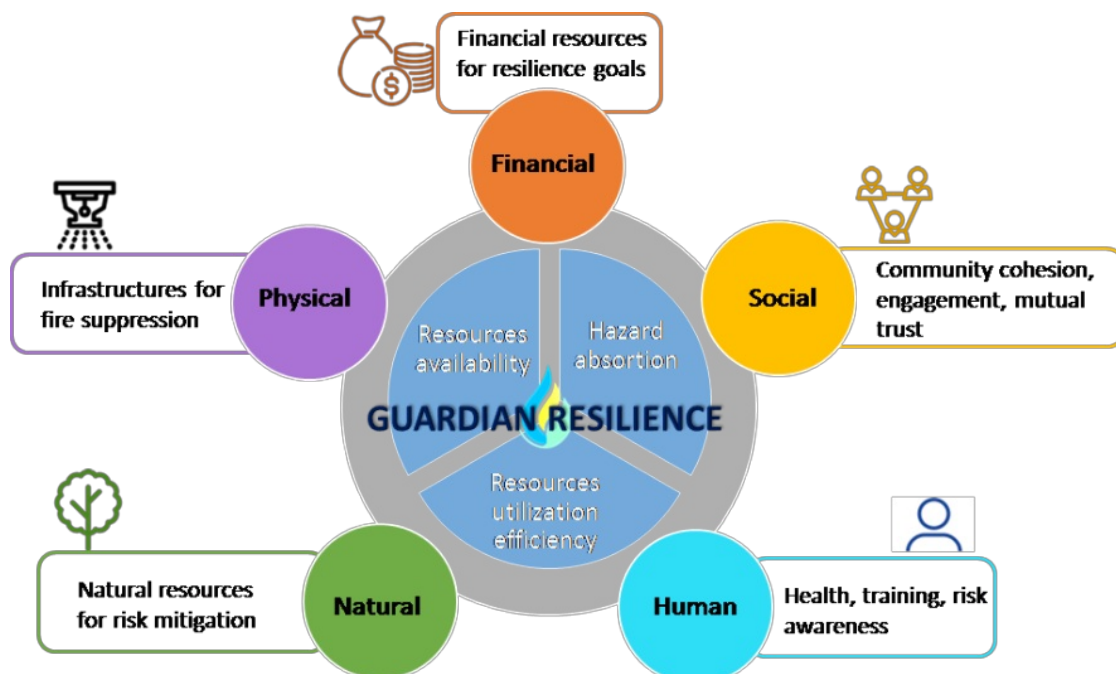 Financial resources
for resilience goals
Financial
Physical
Infrastructures for
fire suppression
Social
Community cohesion,
engagement, mutual
trust
Resources
availability
Hazard
absortion
GUARDIAN RESILIENCE
Resources
utilization
efficiency
Natural resources
for risk mitigation
Natural
Human
Health, training, risk
awareness